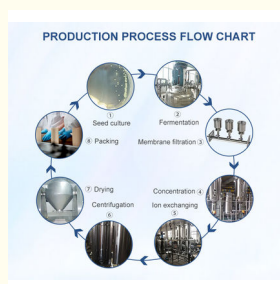 PRODUCTION PROCESS FLOW CHART
①
Seed culture
②
Fermentation
Membrane filtration ③
Concentration ④
Ion exchanging
⑤
Centrifugation
⑥
⑦ Drying
⑧ Packing